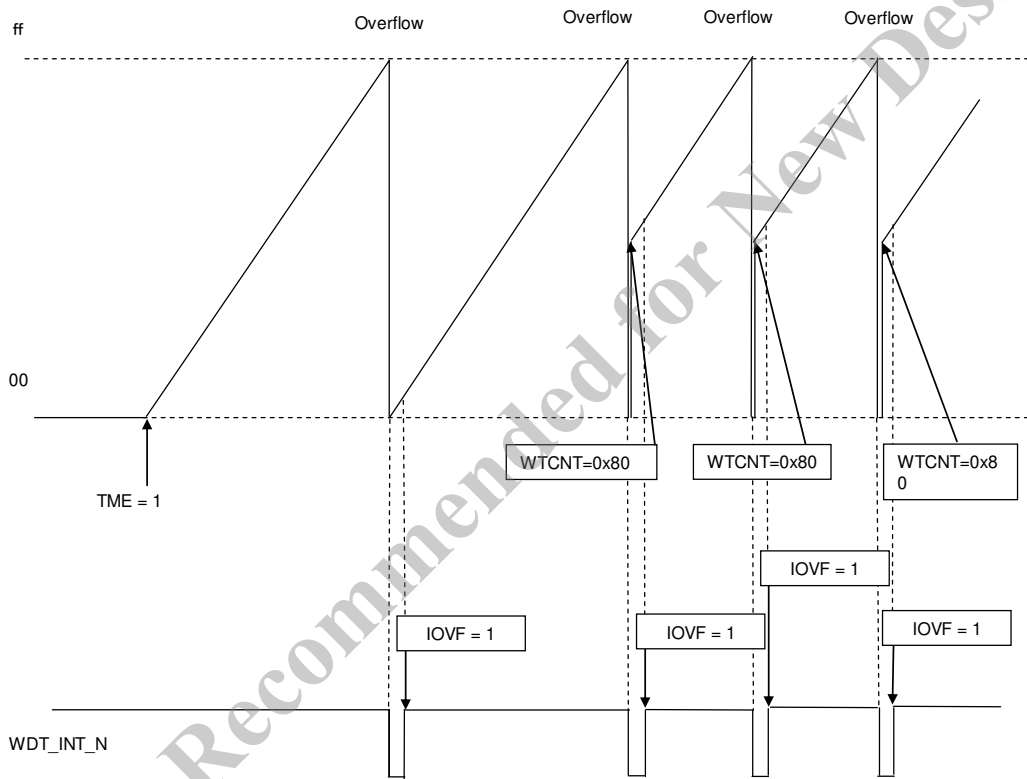 ff
Overflow
Overflow
Overflow
Overflow
00
WTCNT=0x80
WTCNT=0x80
WTCNT=0x8
0
TME = 1
IOVF = 1
IOVF = 1
IOVF = 1
IOVF = 1
WDT_INT_N
Recommended for New Des